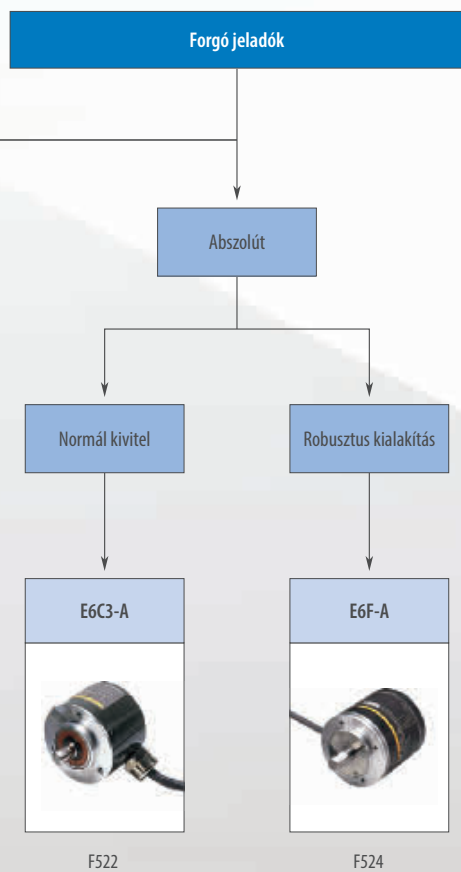 Forgó jeladók
Abszolút
Normál kivitel
Robusztus kialakítás
E6C3-A
E6F-A
F522
F524